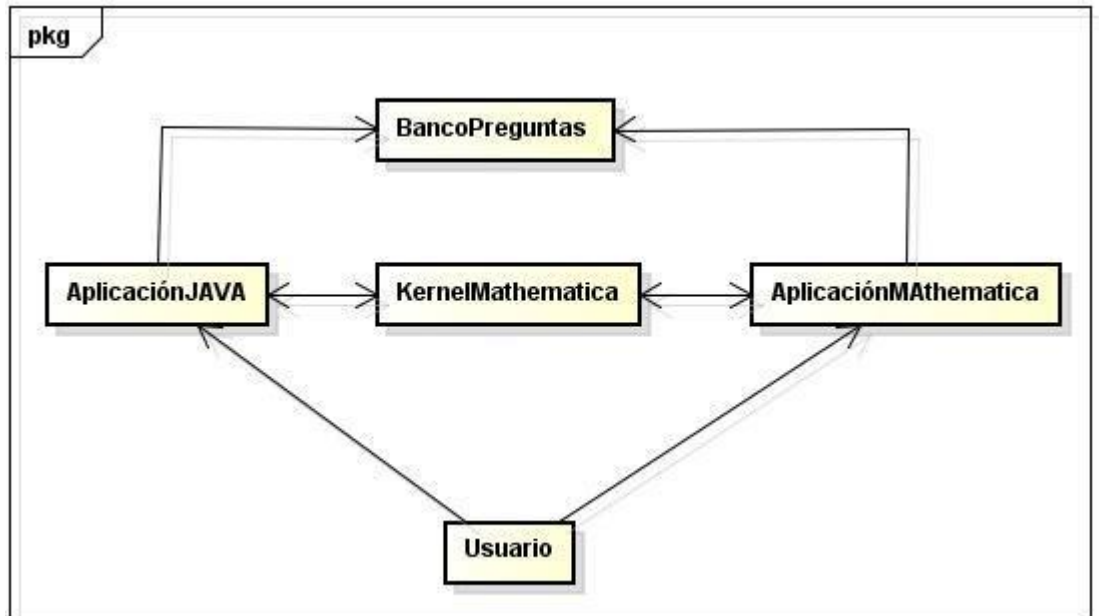 pkg
BancoPreguntas
AplicaciónJAVA
KernelMathematica
AplicaciónMAthematica
Usuario